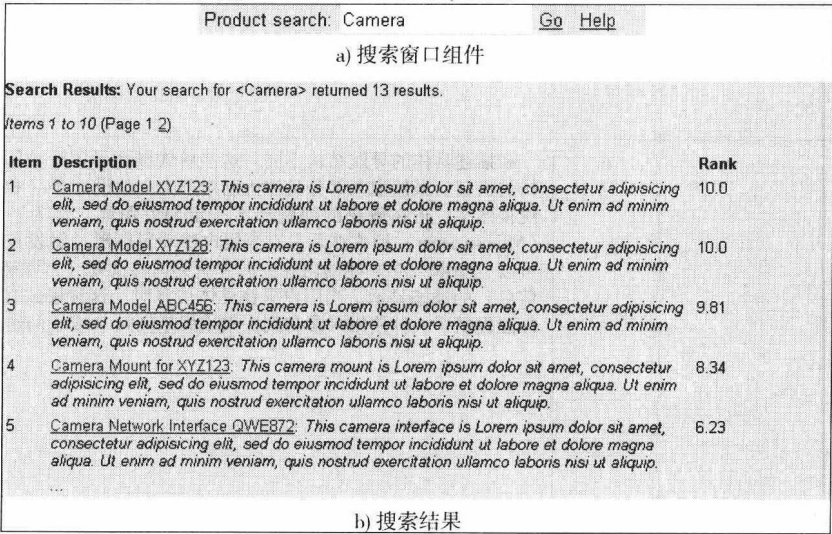 Product search: Camera Go Help
a) 搜索窗口组件
Search Results: Your search for <Camera> returned 13 results.
Items 1 to 10 (Page 1 2)
Item Description Rank
1 Camera Model XYZ123: This camera is Lorem ipsum dolor sit amet, consectetur adipisicing 10.0
elit, sed do eiusmod tempor incididunt ut labore et dolore magna aliqua. Ut enim ad minim
veniam, quis nostrud exercitation ullamco laboris nisi ut aliquip.
2 Camera Model XYZ128: This camera is Lorem ipsum dolor sit amet, consectetur adipisicing 10.0
elit, sed do eiusmod tempor incididunt ut labore et dolore magna aliqua. Ut enim ad minim
veniam, quis nostrud exercitation ullamco laboris nisi ut aliquip.
3 Camera Model ABC456: This camera is Lorem ipsum dolor sit amet, consectetur adipisicing 9.81
elit, sed do eiusmod tempor incididunt ut labore et dolore magna aliqua. Ut enim ad minim
veniam, quis nostrud exercitation ullamco laboris nisi ut aliquip.
4 Camera Mount for XYZ123: This camera mount is Lorem ipsum dolor sit amet, consectetur 8.34
adipisicing elit, sed do eiusmod tempor incididunt ut labore et dolore magna aliqua. Ut enim
ad minim veniam, quis nostrud exercitation ullamco laboris nisi ut aliquip.
5 Camera Network Interface QWE872: This camera interface is Lorem ipsum dolor sit amet, 6.23
consectetur adipisicing elit, sed do eiusmod tempor incididunt ut labore et dolore magna
aliqua. Ut enim ad minim veniam, quis nostrud exercitation ullamco laboris nisi ut aliquip.
...
b) 搜索结果